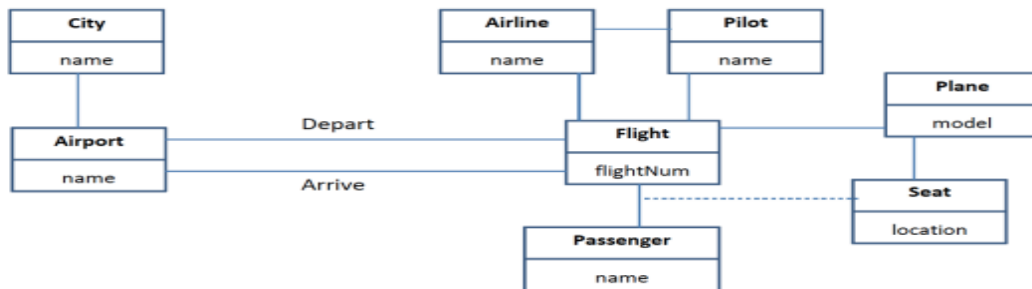 City
name
Airline
name
Pilot
name
Plane
model
Airport
name
Depart
Arrive
Flight
flightNum
Seat
location
Passenger
name